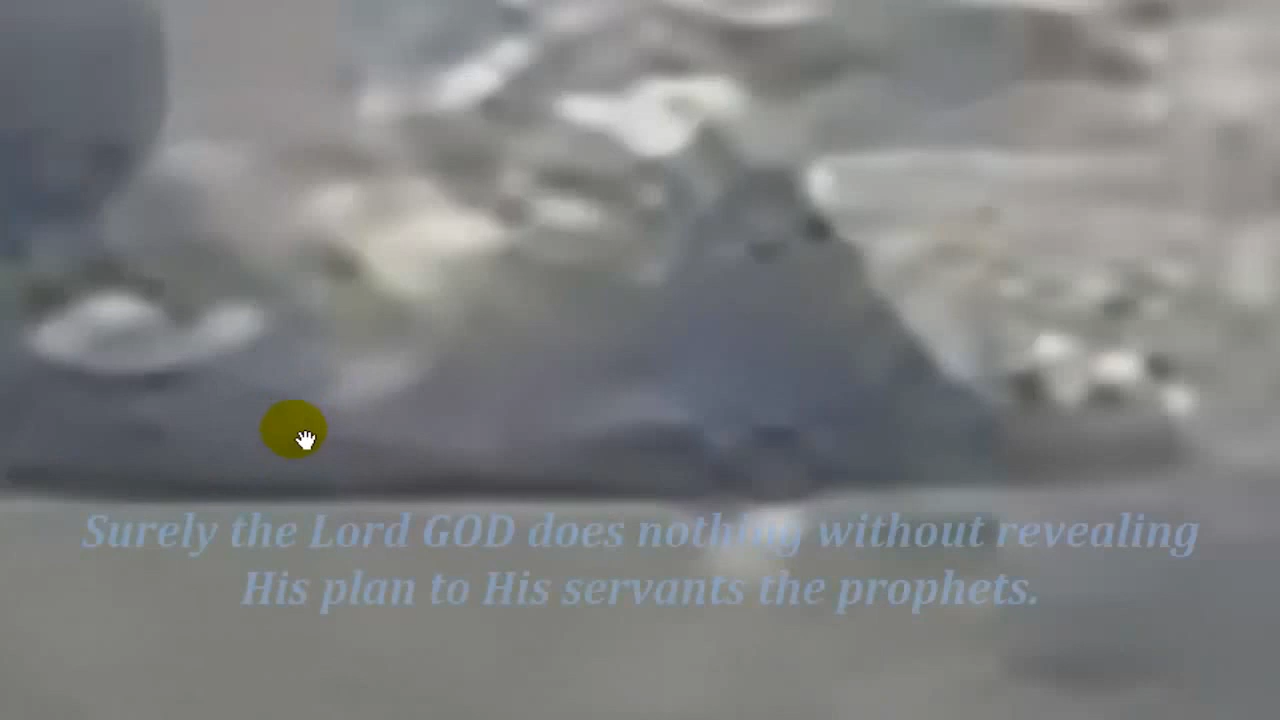 Surely the Lord GOD does nothing without revealing
His plan to His servants the prophets.